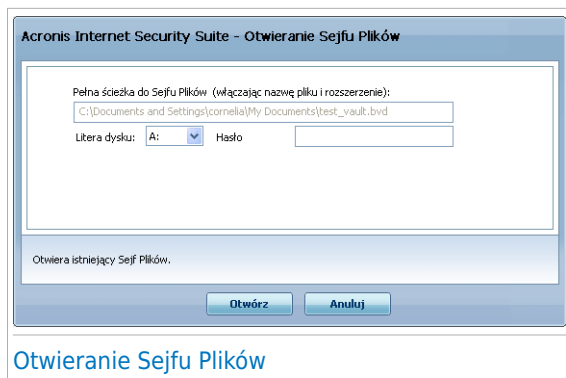 Acronis Internet Security Suite - Otwieranie Sejfu Plików
Pełna ścieżka do Sejfu Plików (włączając nazwę pliku i rozszerzenie):
C:\Documents and Settings\cornelia\My Documents\test_vault.bvd
Litera dysku: A: Hasło
Otwiera istniejący Sejf Plików.
Otwórz Anuluj
Otwieranie Sejfu Plików